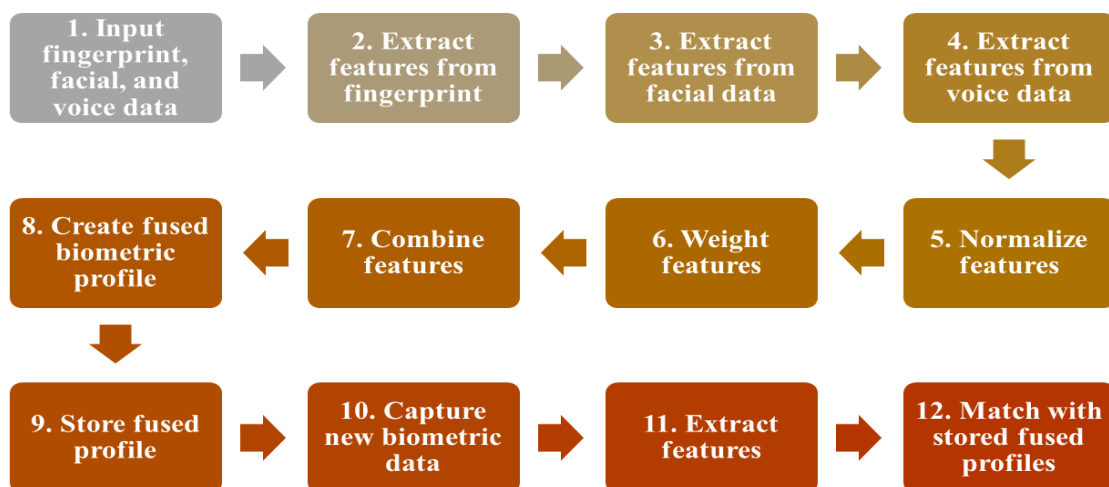 1. Input
fingerprint,
facial, and
voice data
2. Extract
features from
fingerprint
3. Extract
features from
facial data
4. Extract
features from
voice data
5. Normalize
features
6. Weight
features
7. Combine
features
8. Create fused
biometric
profile
9. Store fused
profile
10. Capture
new biometric
data
11. Extract
features
12. Match with
stored fused
profiles